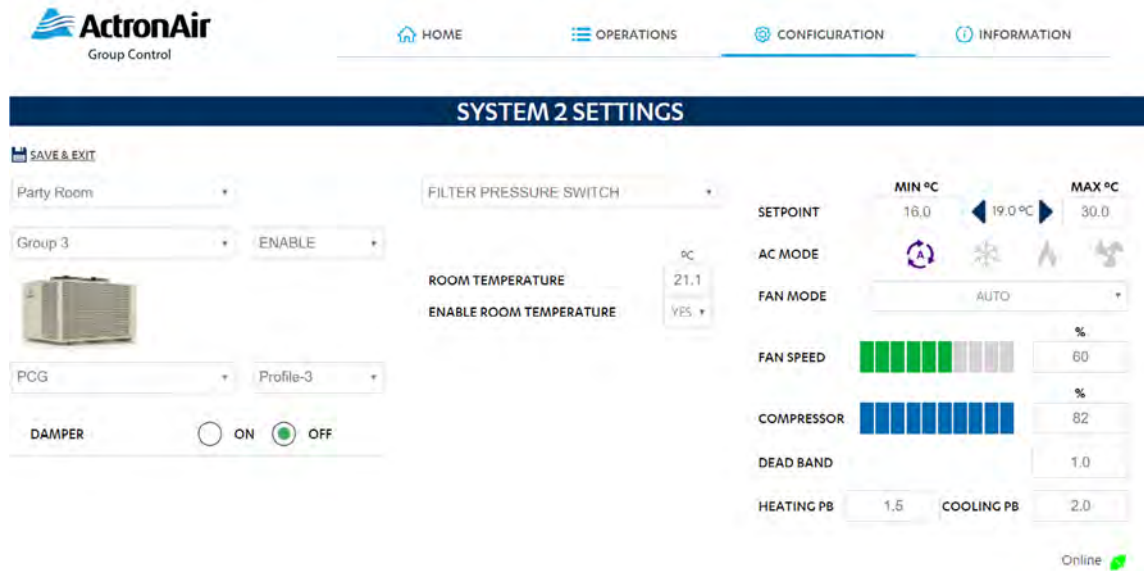 ActronAir
Group Control
HOME
OPERATIONS
CONFIGURATION
INFORMATION
SYSTEM 2 SETTINGS
SAVE & EXIT
Party Room
Group 3 ENABLE
PCG Profile-3
DAMPER ON OFF
FILTER PRESSURE SWITCH
ºC
ROOM TEMPERATURE 21.1
ENABLE ROOM TEMPERATURE YES
MIN ºC MAX ºC
SETPOINT 16.0 19.0 ºC 30.0
AC MODE A
FAN MODE AUTO
%
FAN SPEED 60
%
COMPRESSOR 82
DEAD BAND 1.0
HEATING PB 1.5 COOLING PB 2.0
Online